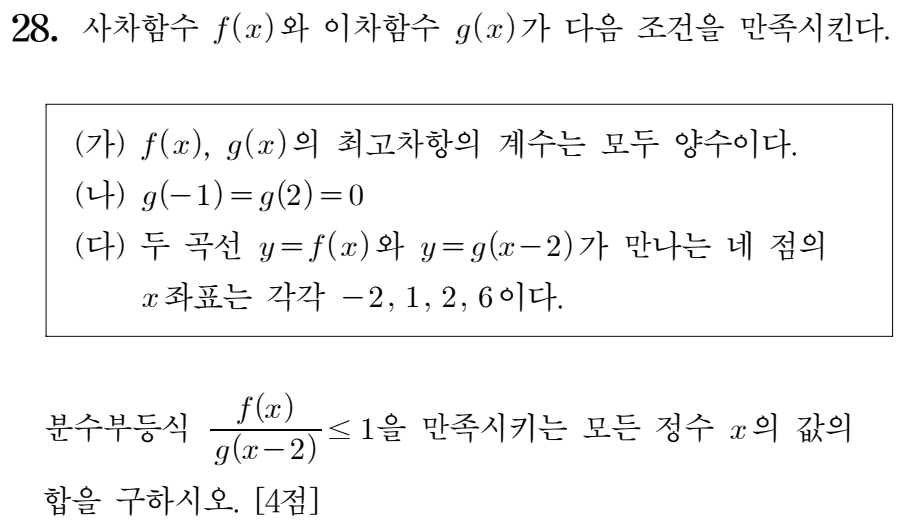 28. 사차함수 f(x)와 이차함수 g(x)가 다음 조건을 만족시킨다.
(가) f(x), g(x)의 최고차항의 계수는 모두 양수이다.
(나) g(-1)=g(2)=0
(다) 두 곡선 y=f(x)와 y=g(x-2)가 만나는 네 점의
x좌표는 각각 -2, 1, 2, 6이다.
분수부등식 f(x)/g(x-2) ≤ 1을 만족시키는 모든 정수 x의 값의
합을 구하시오. [4점]